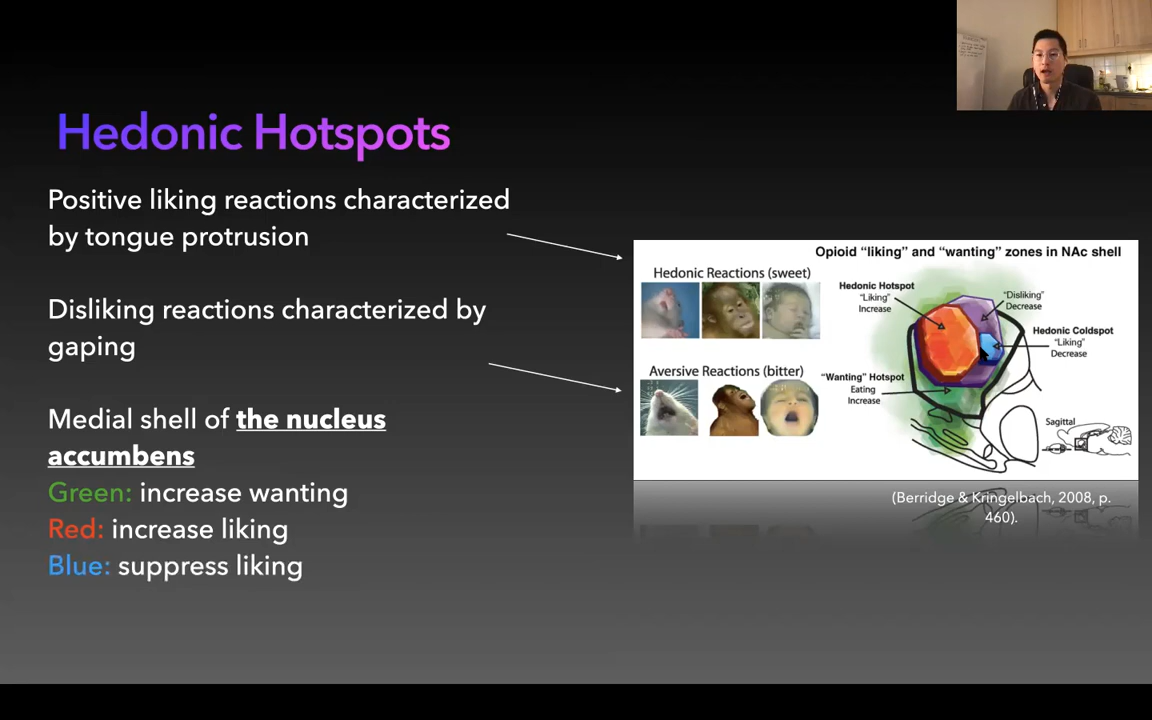 Hedonic Hotspots
Positive liking reactions characterized
by tongue protrusion
Disliking reactions characterized by
gaping
Medial shell of the nucleus
accumbens
Green: increase wanting
Red: increase liking
Blue: suppress liking
Opioid “liking” and “wanting” zones in NAc shell
Hedonic Reactions (sweet)
Aversive Reactions (bitter)
Hedonic Hotspot
“Liking”
Increase
“Disliking”
Decrease
Hedonic Coldspot
“Liking”
Decrease
“Wanting” Hotspot
Eating
Increase
Sagittal
(Berridge & Kringelbach, 2008, p.
460).